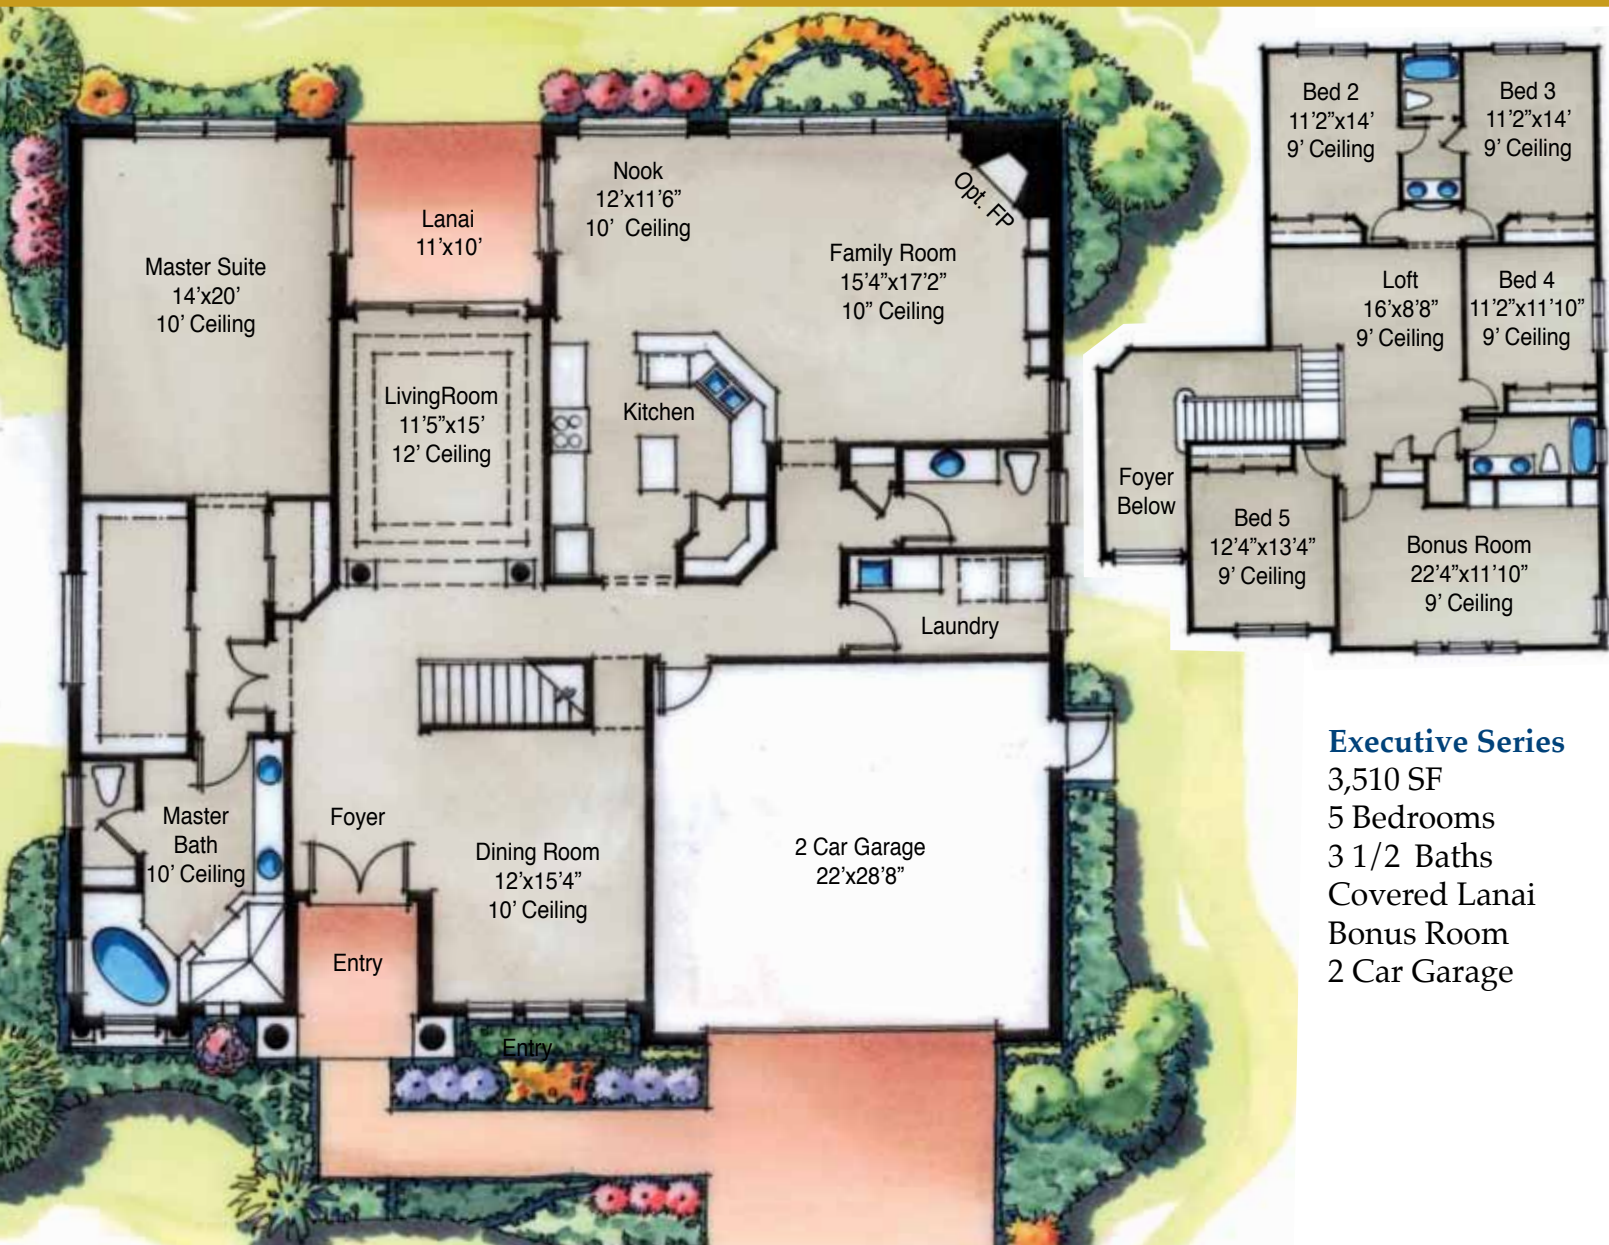 Master Suite
14'x20'
10' Ceiling
Lanai
11'x10'
Nook
12'x11'6”
10'  Ceiling
Opt. FP
Family Room
15'4”x17'2”
10” Ceiling
LivingRoom
11'5”x15'
12' Ceiling
Kitchen
Laundry
Master
Bath
10' Ceiling
Foyer
Dining Room
12'x15'4”
10' Ceiling
2 Car Garage
22'x28'8”
Entry
Entry
Bed 2
11'2”x14'
9' Ceiling
Bed 3
11'2”x14'
9' Ceiling
Loft
16'x8'8”
9' Ceiling
Bed 4
11'2”x11'10”
9' Ceiling
Foyer
Below
Bed 5
12'4”x13'4”
9' Ceiling
Bonus Room
22'4”x11'10”
9' Ceiling
Executive Series
3,510 SF
5 Bedrooms
3 1/2  Baths
Covered Lanai
Bonus Room
2 Car Garage